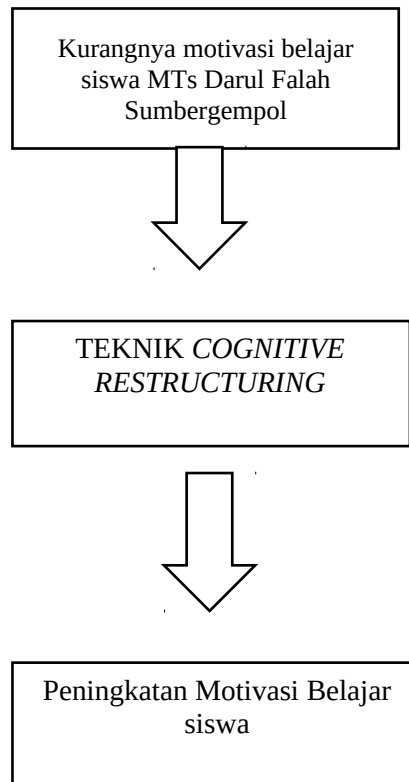 Kurangnya motivasi belajar
siswa MTs Darul Falah
Sumbergempol
TEKNIK COGNITIVE
RESTRUCTURING
Peningkatan Motivasi Belajar
siswa